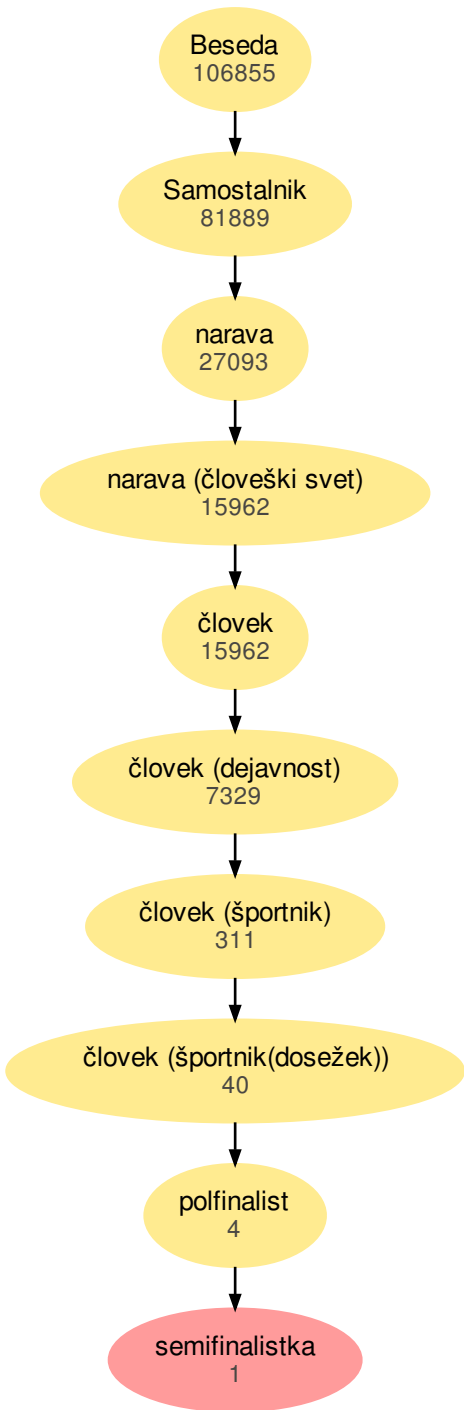 Beseda
106855
Samostalnik
81889
narava
27093
narava (človeški svet)
15962
človek
15962
človek (dejavnost)
7329
človek (športnik)
311
človek (športnik(dosežek))
40
polfinalist
4
semifinalistka
1